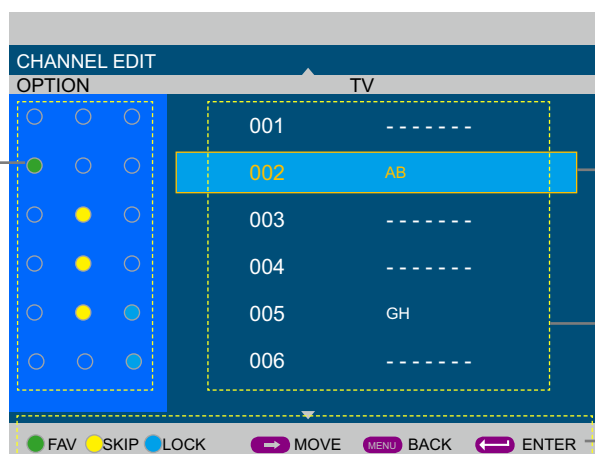 CHANNEL EDIT
OPTION TV
001 - - - - - - -
002 AB
003 - - - - - - -
004 - - - - - - -
005 GH
006 - - - - - - -
FAV SKIP LOCK MOVE MENU BACK ENTER